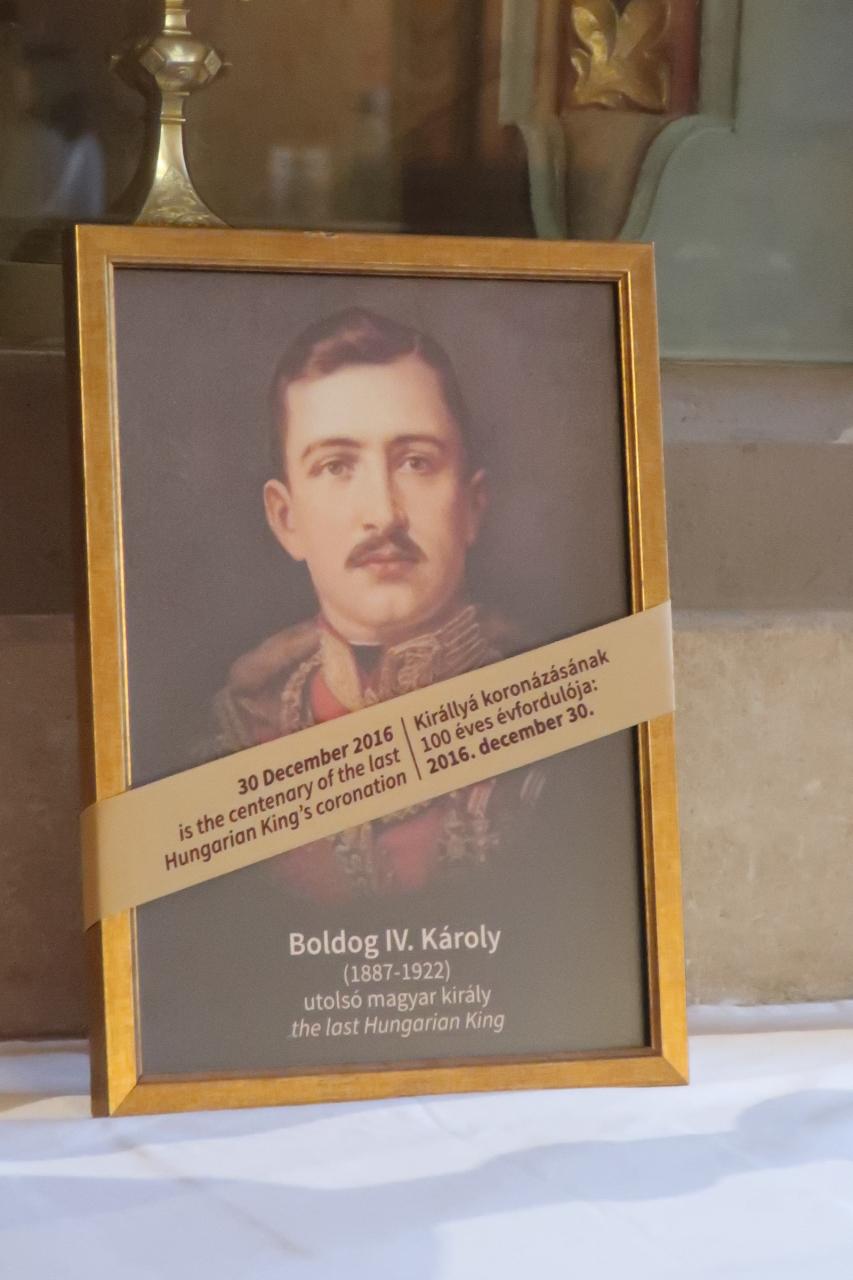 30 December 2016
is the centenary of the last
Hungarian King's coronation
Királlyá koronázásának
100 éves évfordulója:
2016. december 30.
Boldog IV. Károly
(1887-1922)
utolsó magyar király
the last Hungarian King